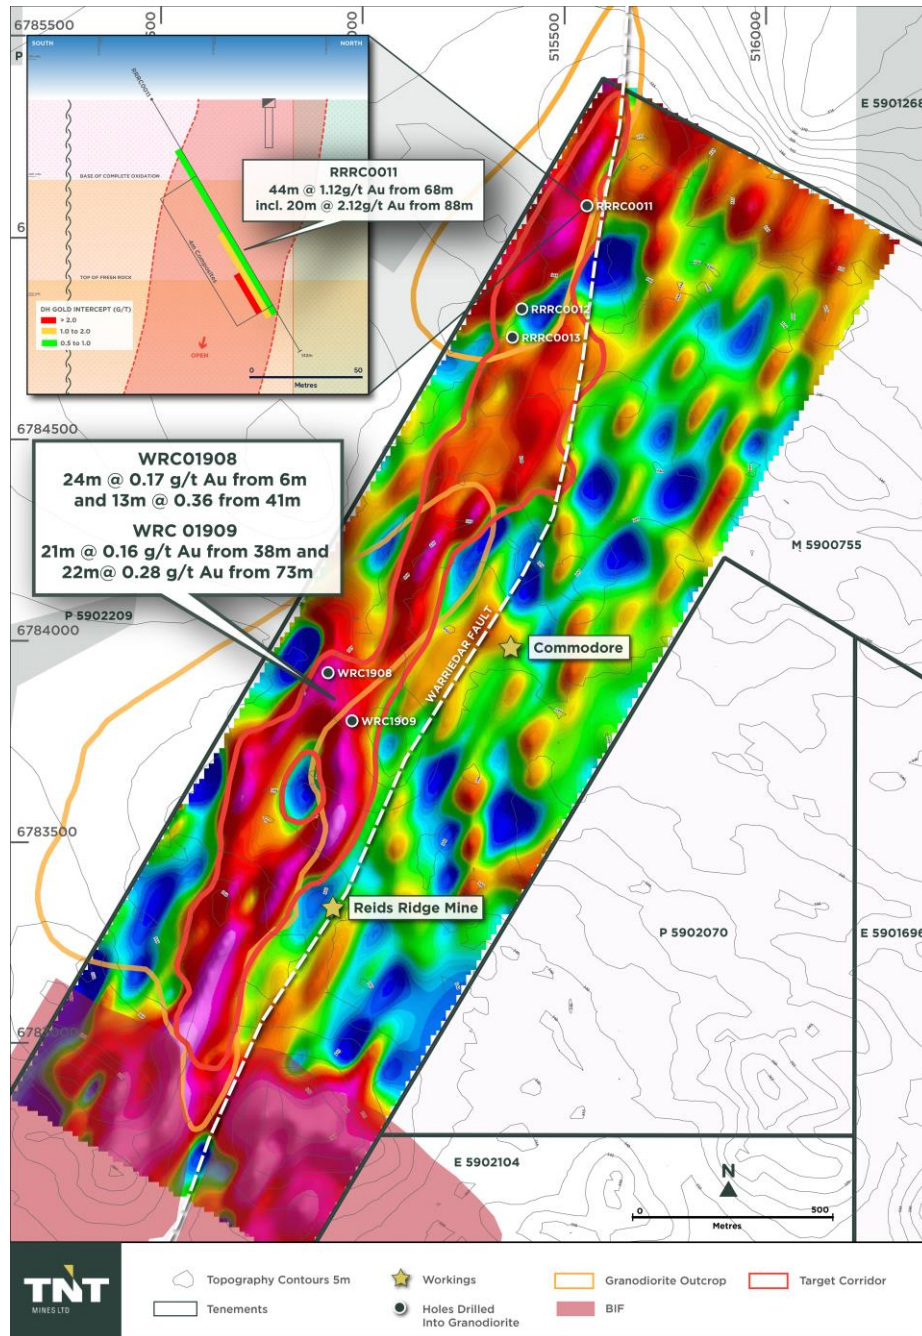 6785500
515500
516000
SOUTH
NORTH
P
E 5901268
RRRC0011
RRRC0011
44m @ 1.12g/t Au from 68m
incl. 20m @ 2.12g/t Au from 88m
BASE OF COMPLETE OXIDATION
4m Composites
TOP OF FRESH ROCK
DH GOLD INTERCEPT (G/T)
> 2.0
1.0 to 2.0
0.5 to 1.0
OPEN
0
50
Metres
RRRC0011
RRRC0012
RRRC0013
6784500
WRC01908
24m @ 0.17 g/t Au from 6m
and 13m @ 0.36 from 41m
WRC 01909
21m @ 0.16 g/t Au from 38m and
22m@ 0.28 g/t Au from 73m
M 5900755
P 5902209
6784000
WARRIEDAR FAULT
Commodore
WRC1908
WRC1909
6783500
Reids Ridge Mine
P 5902070
E 5901696
6783000
E 5902104
N
0
500
Metres
TNT
MINES LTD
Topography Contours 5m
Workings
Granodiorite Outcrop
Target Corridor
Tenements
Holes Drilled
Into Granodiorite
BIF